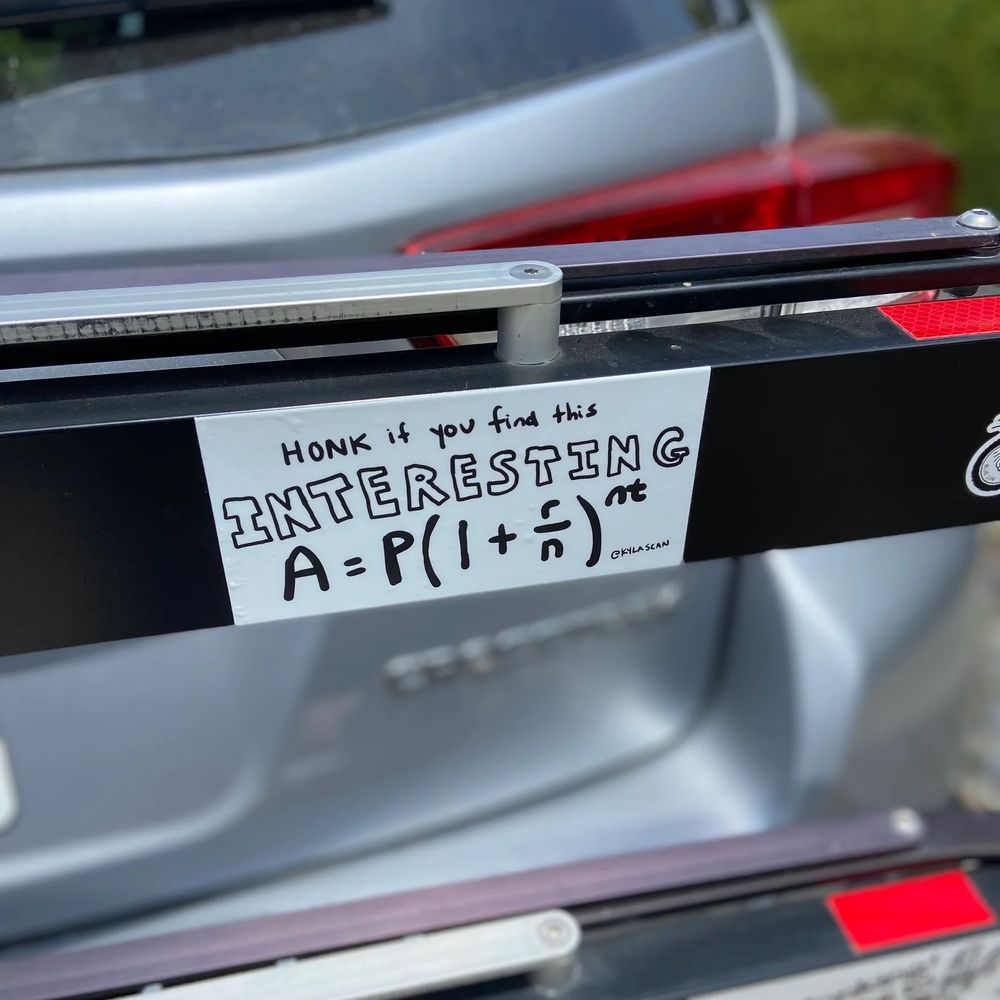 HONK if you find this
INTERESTING
A = P(1 + r/n)^nt
@KYLASCAN